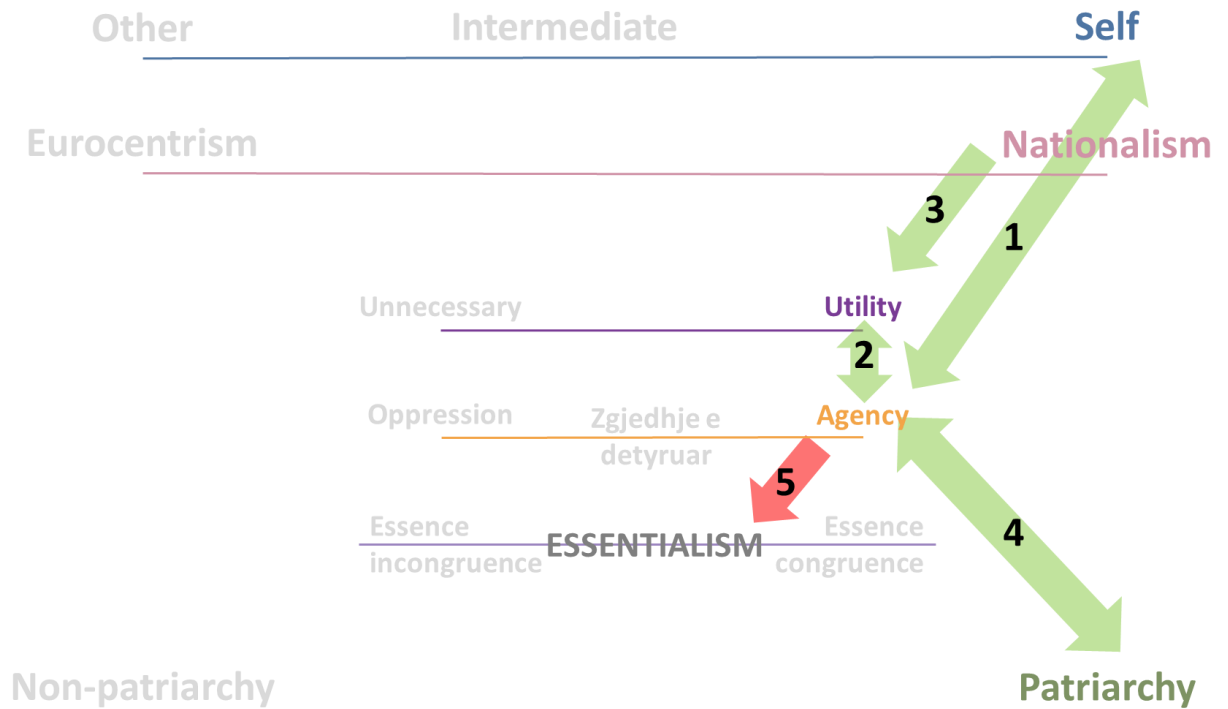 Other Intermediate Self
Eurocentrism Nationalism
3
1
Unnecessary Utility
2
Oppression Zgjedhje e Agency
detyruar
5
Essence ESSENTIALISM Essence
incongruence congruence
4
Non-patriarchy Patriarchy